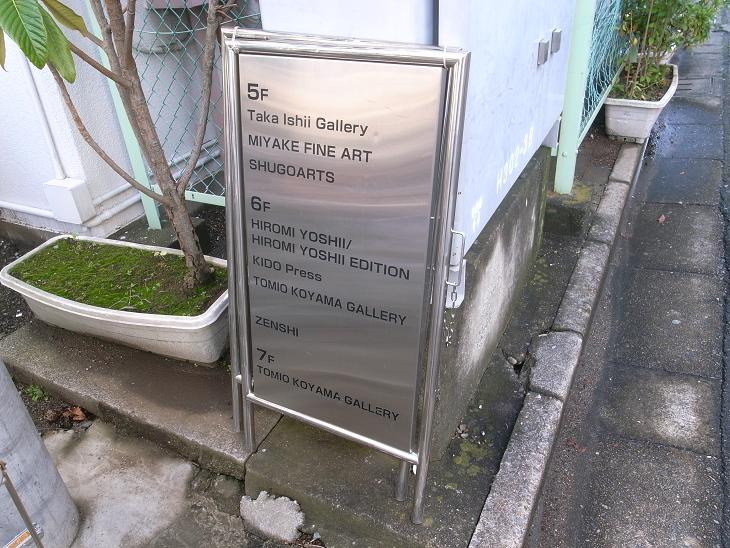 5F
Taka Ishii Gallery
MIYAKE FINE ART
SHUGOARTS
6F
HIROMI YOSHII/
HIROMI YOSHII EDITION
KIDO Press
TOMIO KOYAMA GALLERY
ZENSHI
7F
TOMIO KOYAMA GALLERY